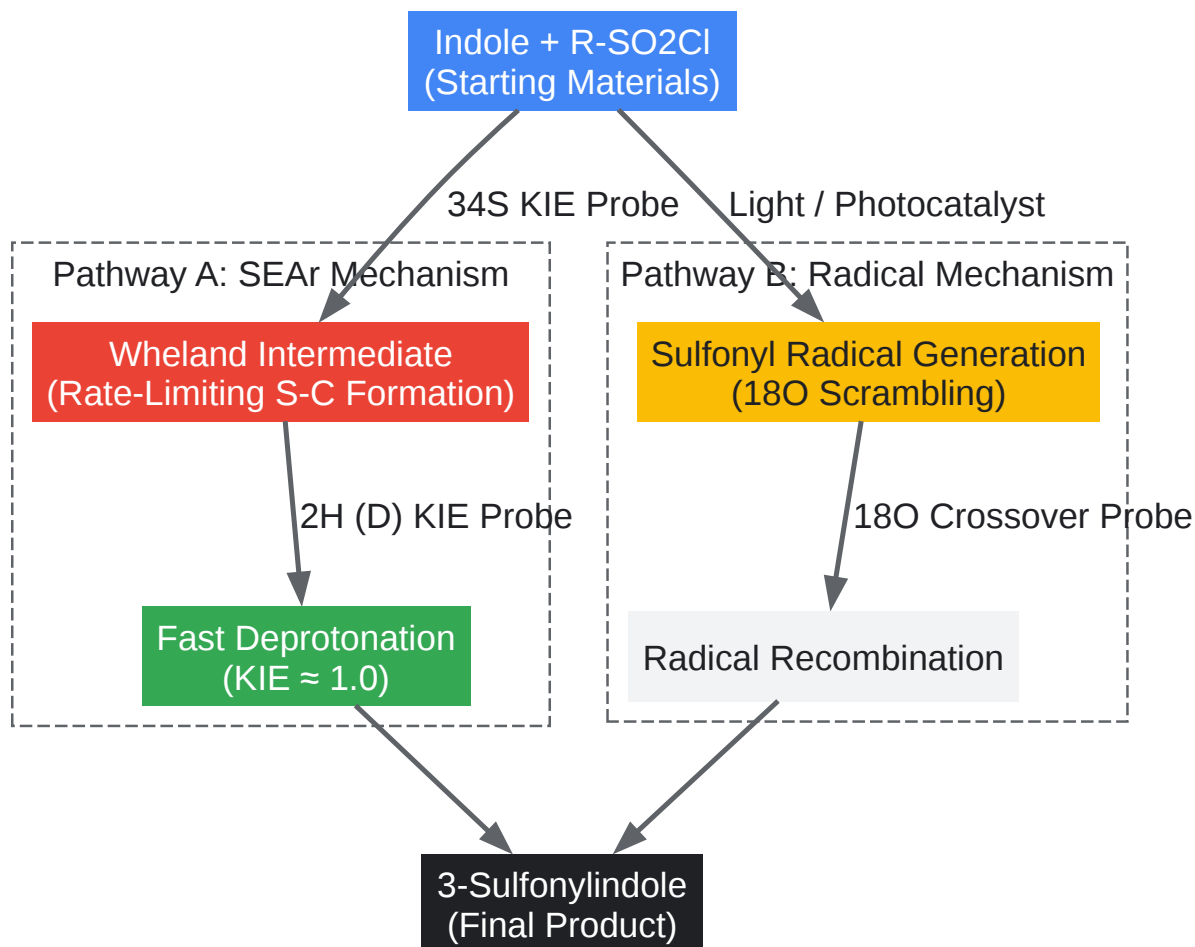 Indole + R-SO2Cl
(Starting Materials)
34S KIE Probe
Light / Photocatalyst
Pathway A: SEAr Mechanism
Pathway B: Radical Mechanism
Wheland Intermediate
(Rate-Limiting S-C Formation)
Sulfonyl Radical Generation
(18O Scrambling)
2H (D) KIE Probe
18O Crossover Probe
Fast Deprotonation
(KIE ≈ 1.0)
Radical Recombination
3-Sulfonylindole
(Final Product)